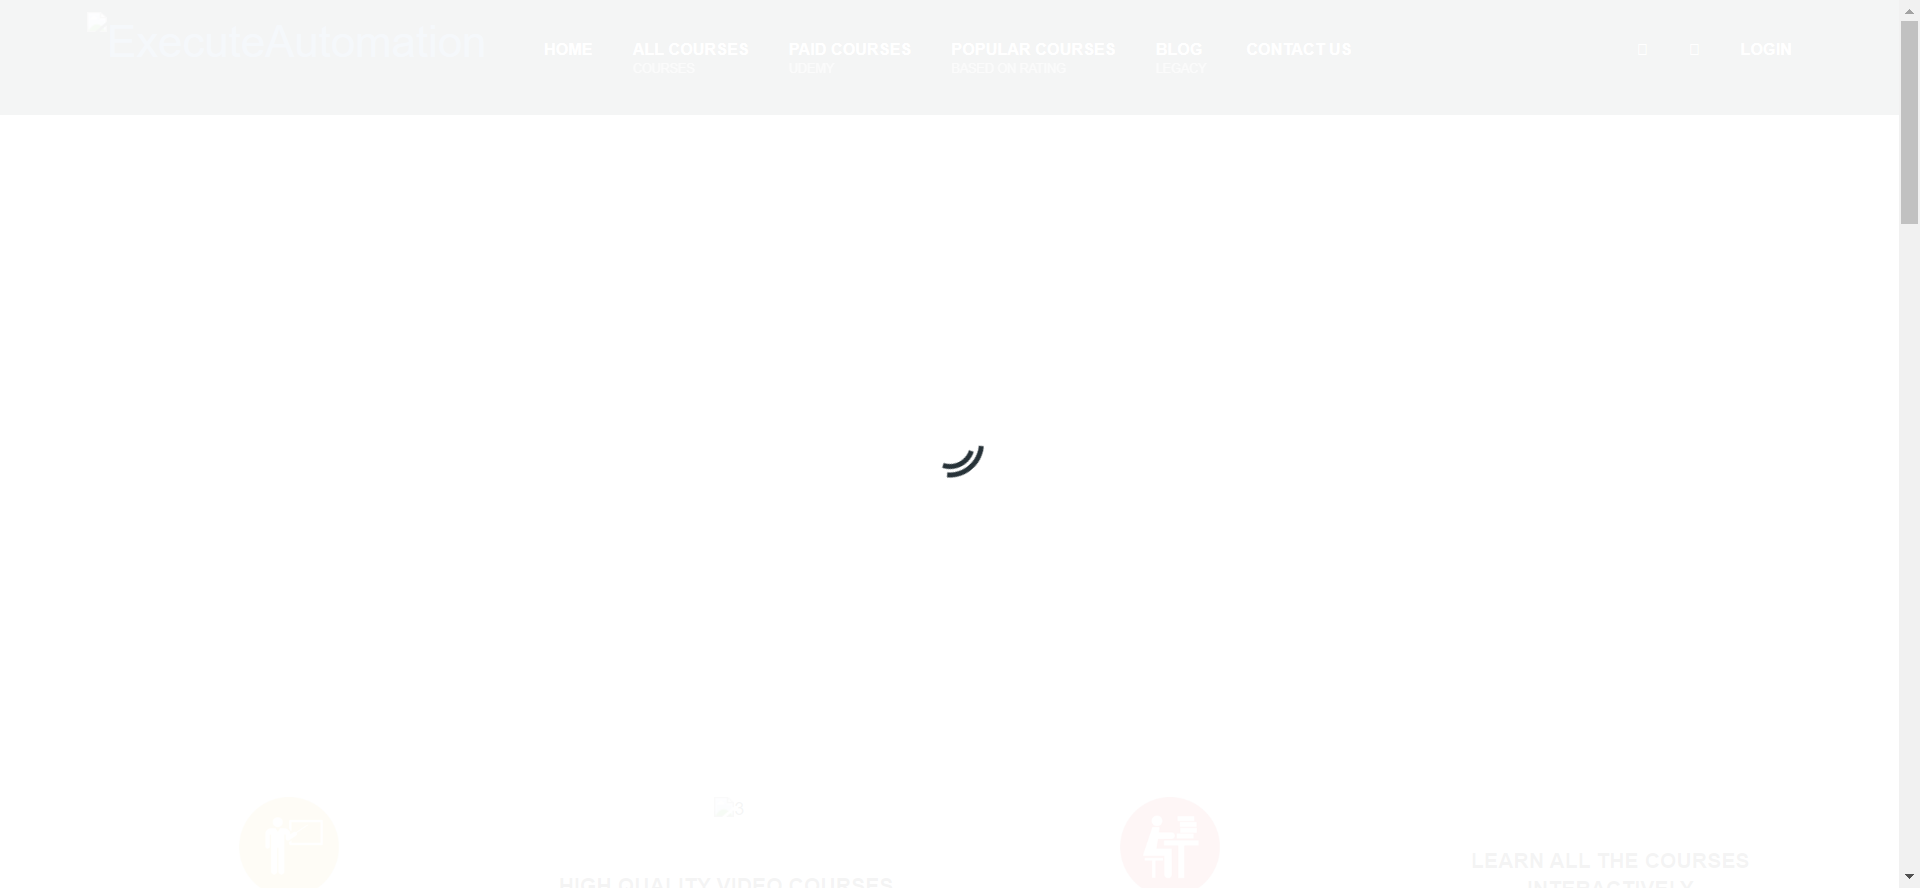 ExecuteAutomation
HOME
ALL COURSES
COURSES
PAID COURSES
UDEMY
POPULAR COURSES
BASED ON RATING
BLOG
LEGACY
CONTACT US
LOGIN
3
HIGH QUALITY VIDEO COURSES
LEARN ALL THE COURSES
INTERACTIVELY